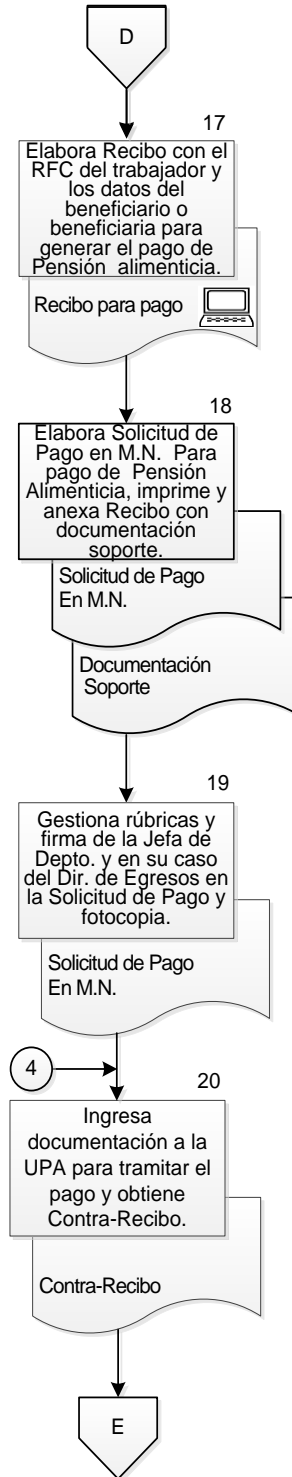 D
17
Elabora Recibo con el
RFC del trabajador y
los datos del
beneficiario o
beneficiaria para
generar el pago de
Pensión alimenticia.
Recibo para pago
18
Elabora Solicitud de
Pago en M.N. Para
pago de Pensión
Alimenticia, imprime y
anexa Recibo con
documentación
soporte.
Solicitud de Pago
En M.N.
Documentación
Soporte
19
Gestiona rúbricas y
firma de la Jefa de
Depto. y en su caso
del Dir. de Egresos en
la Solicitud de Pago y
fotocopia.
Solicitud de Pago
En M.N.
4
20
Ingresa
documentación a la
UPA para tramitar el
pago y obtiene
Contra-Recibo.
Contra-Recibo
E